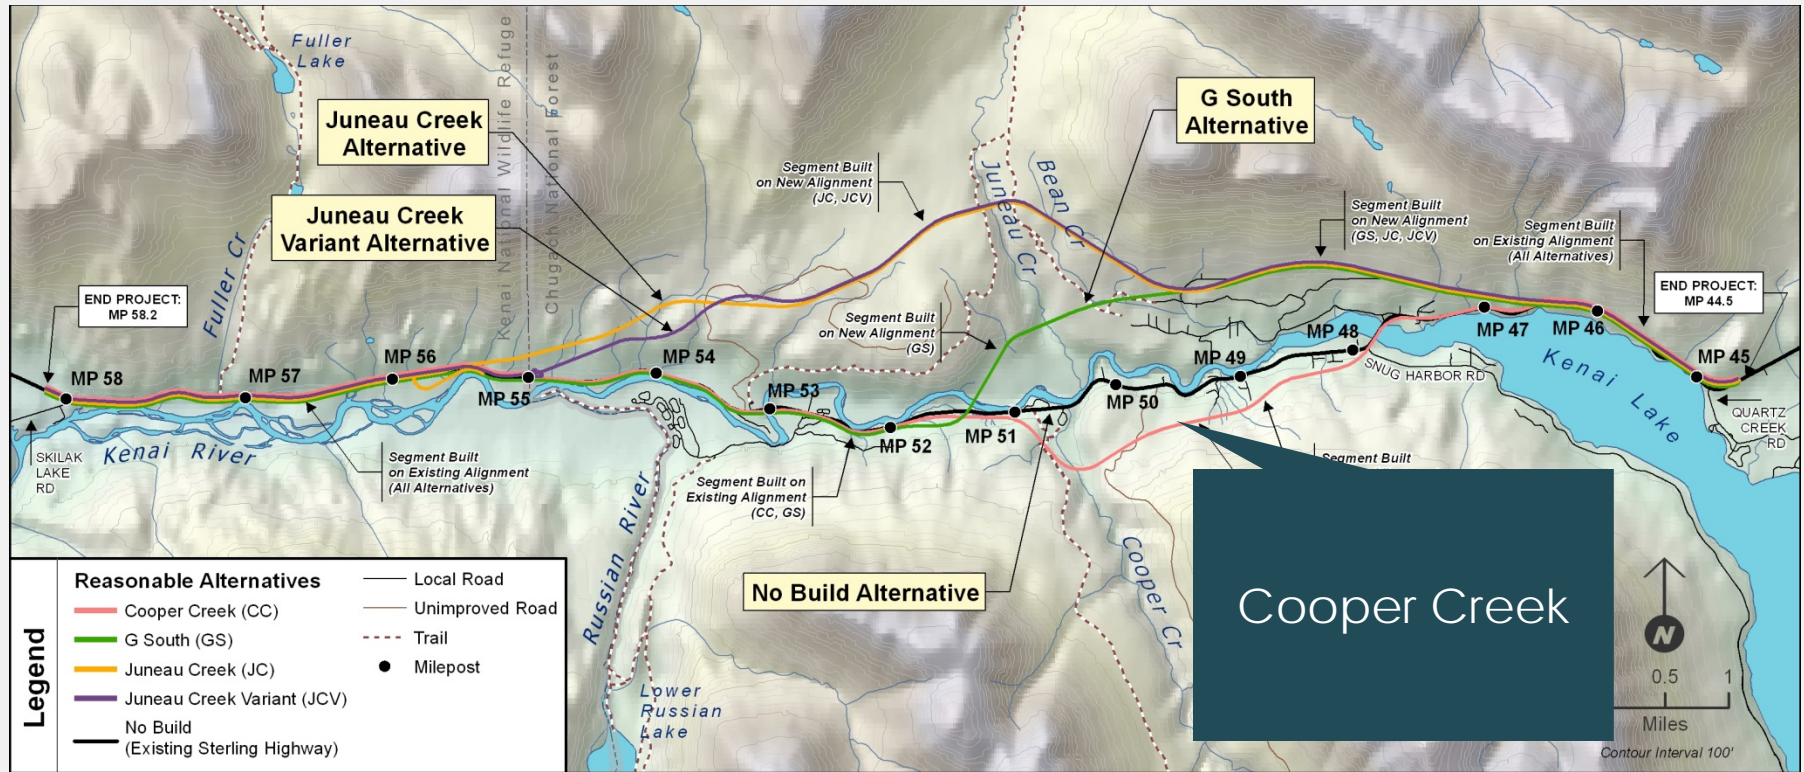 Fuller
Lake
Juneau Creek
Alternative
Kenai National Wildlife Refuge
Chugach National Forest
G South
Alternative
Segment Built
on New Alignment
(JC, JCV)
Juneau Cr
Bean Cr
Juneau Creek
Variant Alternative
Segment Built
on New Alignment
(GS, JC, JCV)
Segment Built
on Existing Alignment
(All Alternatives)
Fuller Cr
END PROJECT:
MP 58.2
END PROJECT:
MP 44.5
Segment Built
on New Alignment
(GS)
MP 58
MP 57
MP 56
MP 55
MP 54
MP 53
MP 52
MP 51
MP 50
MP 49
MP 48
MP 47
MP 46
MP 45
SNUG HARBOR RD
Kenai Lake
QUARTZ
CREEK
RD
SKILAK
LAKE
RD
Kenai River
Segment Built
on Existing Alignment
(All Alternatives)
Segment Built on
Existing Alignment
(CC, GS)
Segment Built
Russian River
Cooper Cr
No Build Alternative
Cooper Creek
Lower
Russian
Lake
Legend
Reasonable Alternatives
Cooper Creek (CC)
G South (GS)
Juneau Creek (JC)
Juneau Creek Variant (JCV)
No Build
(Existing Sterling Highway)
Local Road
Unimproved Road
Trail
Milepost
N
0.5 1
Miles
Contour Interval 100'